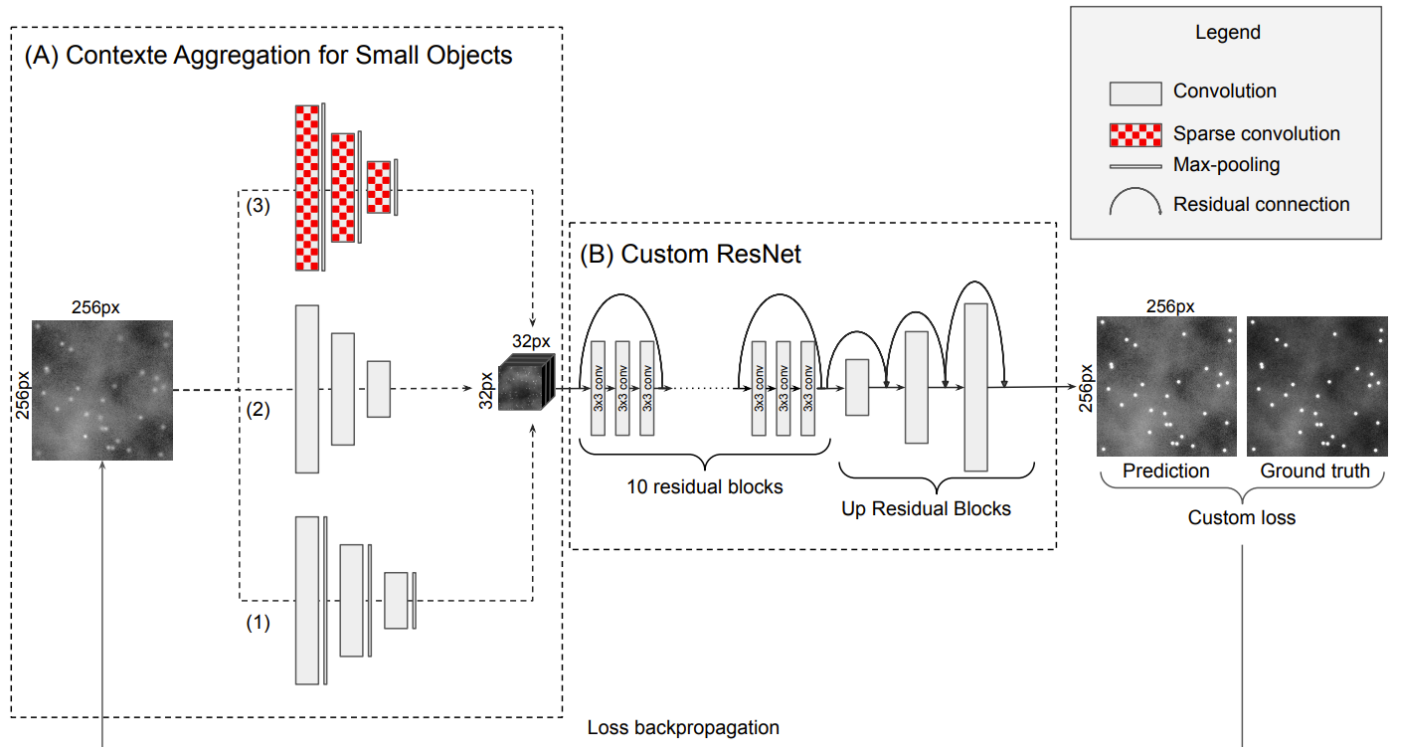 (A) Contexte Aggregation for Small Objects
(3)
256px
256px
(2)
(1)
32px
32px
(B) Custom ResNet
3x3 conv
3x3 conv
3x3 conv
3x3 conv
3x3 conv
3x3 conv
10 residual blocks
Up Residual Blocks
Legend
Convolution
Sparse convolution
Max-pooling
Residual connection
256px
256px
Prediction
Ground truth
Custom loss
Loss backpropagation